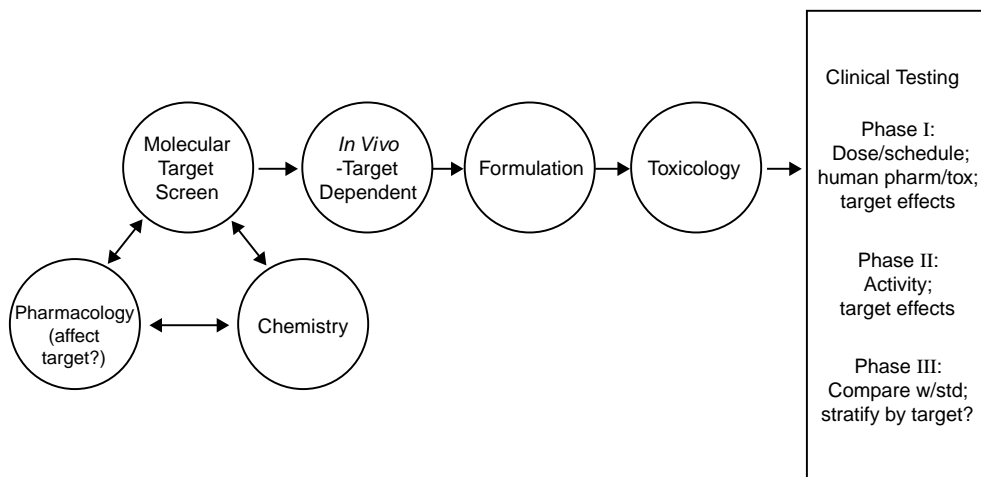 Molecular
Target
Screen
In Vivo
-Target
Dependent
Formulation
Toxicology
Pharmacology
(affect
target?)
Chemistry
Clinical Testing
Phase I:
Dose/schedule;
human pharm/tox;
target effects
Phase II:
Activity;
target effects
Phase III:
Compare w/std;
stratify by target?